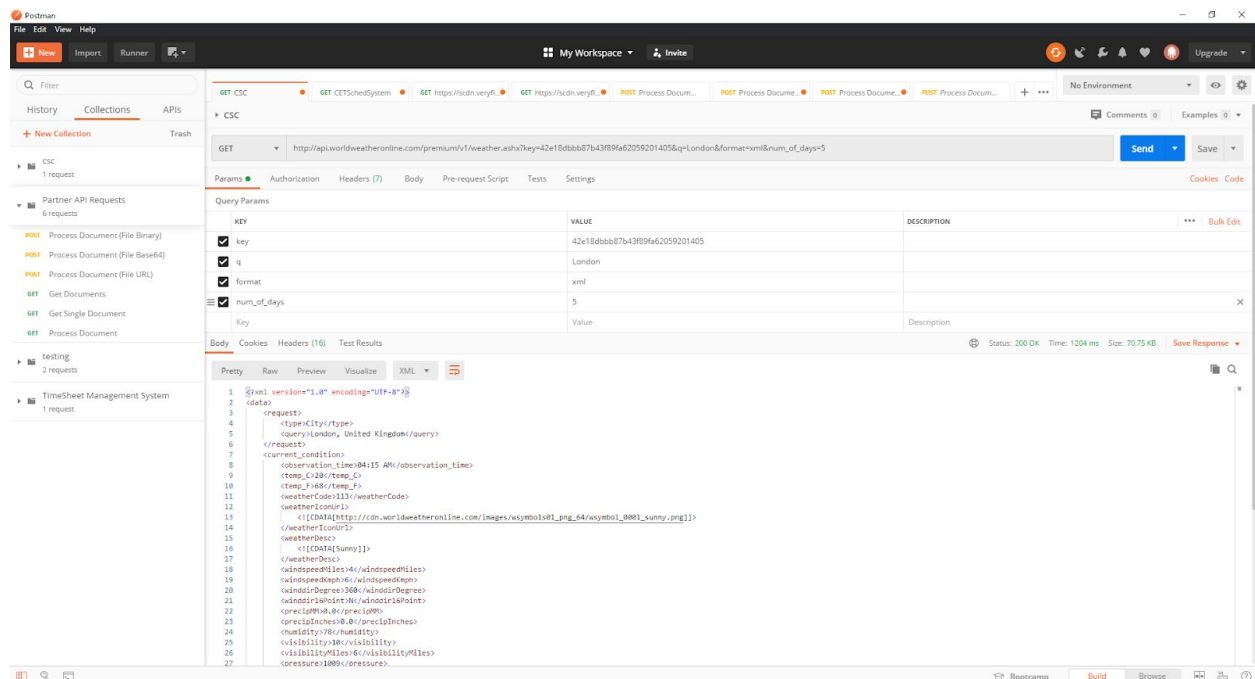 Postman
File Edit View Help
New Import Runner My Workspace Invite Upgrade
Filter
History Collections APIs
+ New Collection Trash
CSC
1 request
Partner API Requests
6 requests
POST Process Document (File Binary)
POST Process Document (File Base64)
POST Process Document (File URL)
GET Get Documents
GET Get Single Document
GET Process Document
testing
2 requests
TimeSheet Management System
1 request
GET CSC GET CETSchedSystem GET https://scdn.veryfi... GET https://scdn.veryfi... POST Process Docum... POST Process Docume... POST Process Docume... POST Process Docum... + ••• No Environment
CSC Comments 0 Examples 0
GET http://api.worldweatheronline.com/premium/v1/weather.ashx?key=42e18dbbb87b43f89fa62059201405&q=London&format=xml&num_of_days=5 Send Save
Params Authorization Headers (7) Body Pre-request Script Tests Settings Cookies Code
Query Params
KEY VALUE DESCRIPTION ••• Bulk Edit
key 42e18dbbb87b43f89fa62059201405
q London
format xml
num_of_days 5
Key Value Description
Body Cookies Headers (16) Test Results Status: 200 OK Time: 1204 ms Size: 70.75 KB Save Response
Pretty Raw Preview Visualize XML
1 <?xml version="1.0" encoding="UTF-8"?>
2 <data>
3 <request>
4 <type>City</type>
5 <query>London, United Kingdom</query>
6 </request>
7 <current_condition>
8 <observation_time>04:15 AM</observation_time>
9 <temp_C>20</temp_C>
10 <temp_F>68</temp_F>
11 <weatherCode>113</weatherCode>
12 <weatherIconUrl>
13 <![CDATA[http://cdn.worldweatheronline.com/images/wsymbols01_png_64/wsymbol_0001_sunny.png]]>
14 </weatherIconUrl>
15 <weatherDesc>
16 <![CDATA[Sunny]]>
17 </weatherDesc>
18 <windspeedMiles>4</windspeedMiles>
19 <windspeedKmph>6</windspeedKmph>
20 <winddirDegree>360</winddirDegree>
21 <winddir16Point>N</winddir16Point>
22 <precipMM>0.0</precipMM>
23 <precipInches>0.0</precipInches>
24 <humidity>78</humidity>
25 <visibility>10</visibility>
26 <visibilityMiles>6</visibilityMiles>
27 <pressure>1009</pressure>
Bootcamp Build Browse